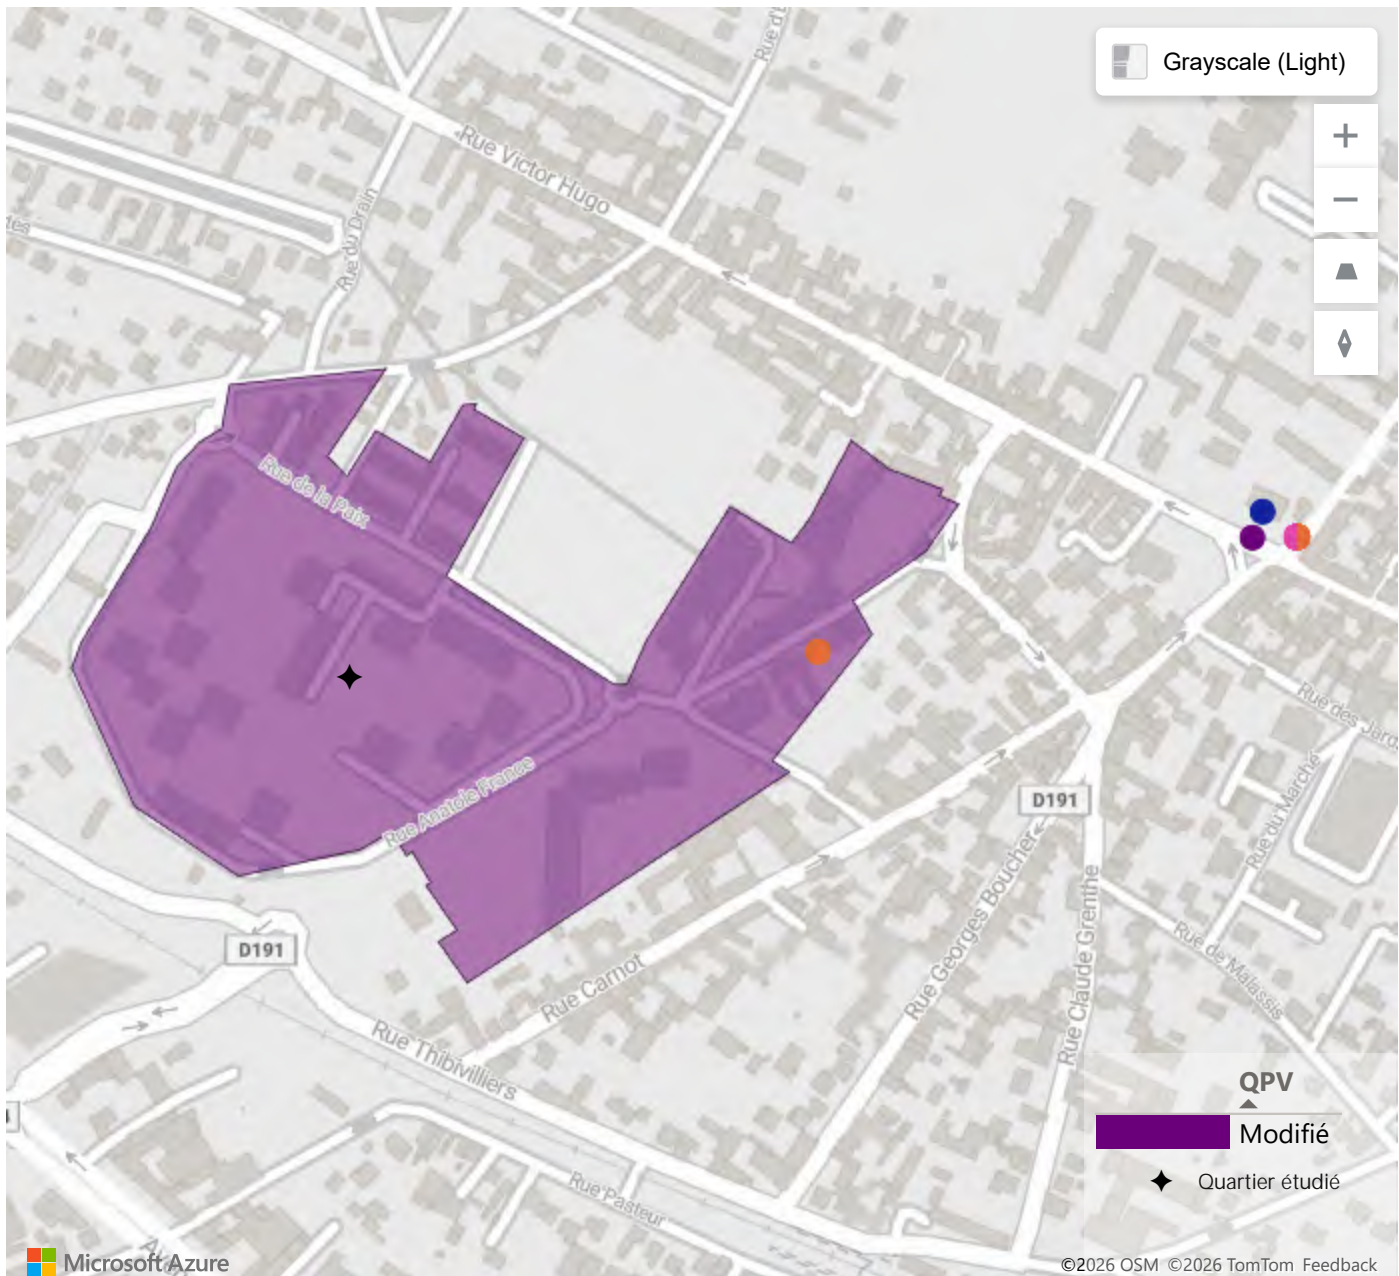 Grayscale (Light)
Rue d'
Rue Victor Hugo
Rue du Drain
tes
Rue de la Paix
Rue des Jard
Rue du Marché
Rue Anatole France
D191
Rue Georges Boucher
Rue Claude Grenthe
Rue de Malassis
D191
Rue Carnot
Rue Thibivilliers
QPV
Modifié
Quartier étudié
Rue Pasteur
Microsoft Azure
©2026 OSM ©2026 TomTom Feedback